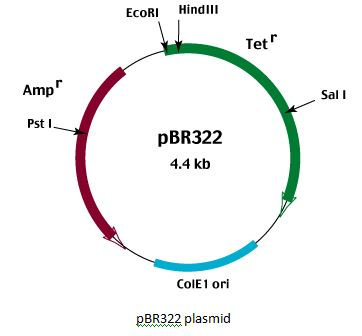 EcoRI HindIII
Tet r
Amp r
Sal I
Pst I
pBR322
4.4 kb
ColE1 ori
pBR322 plasmid